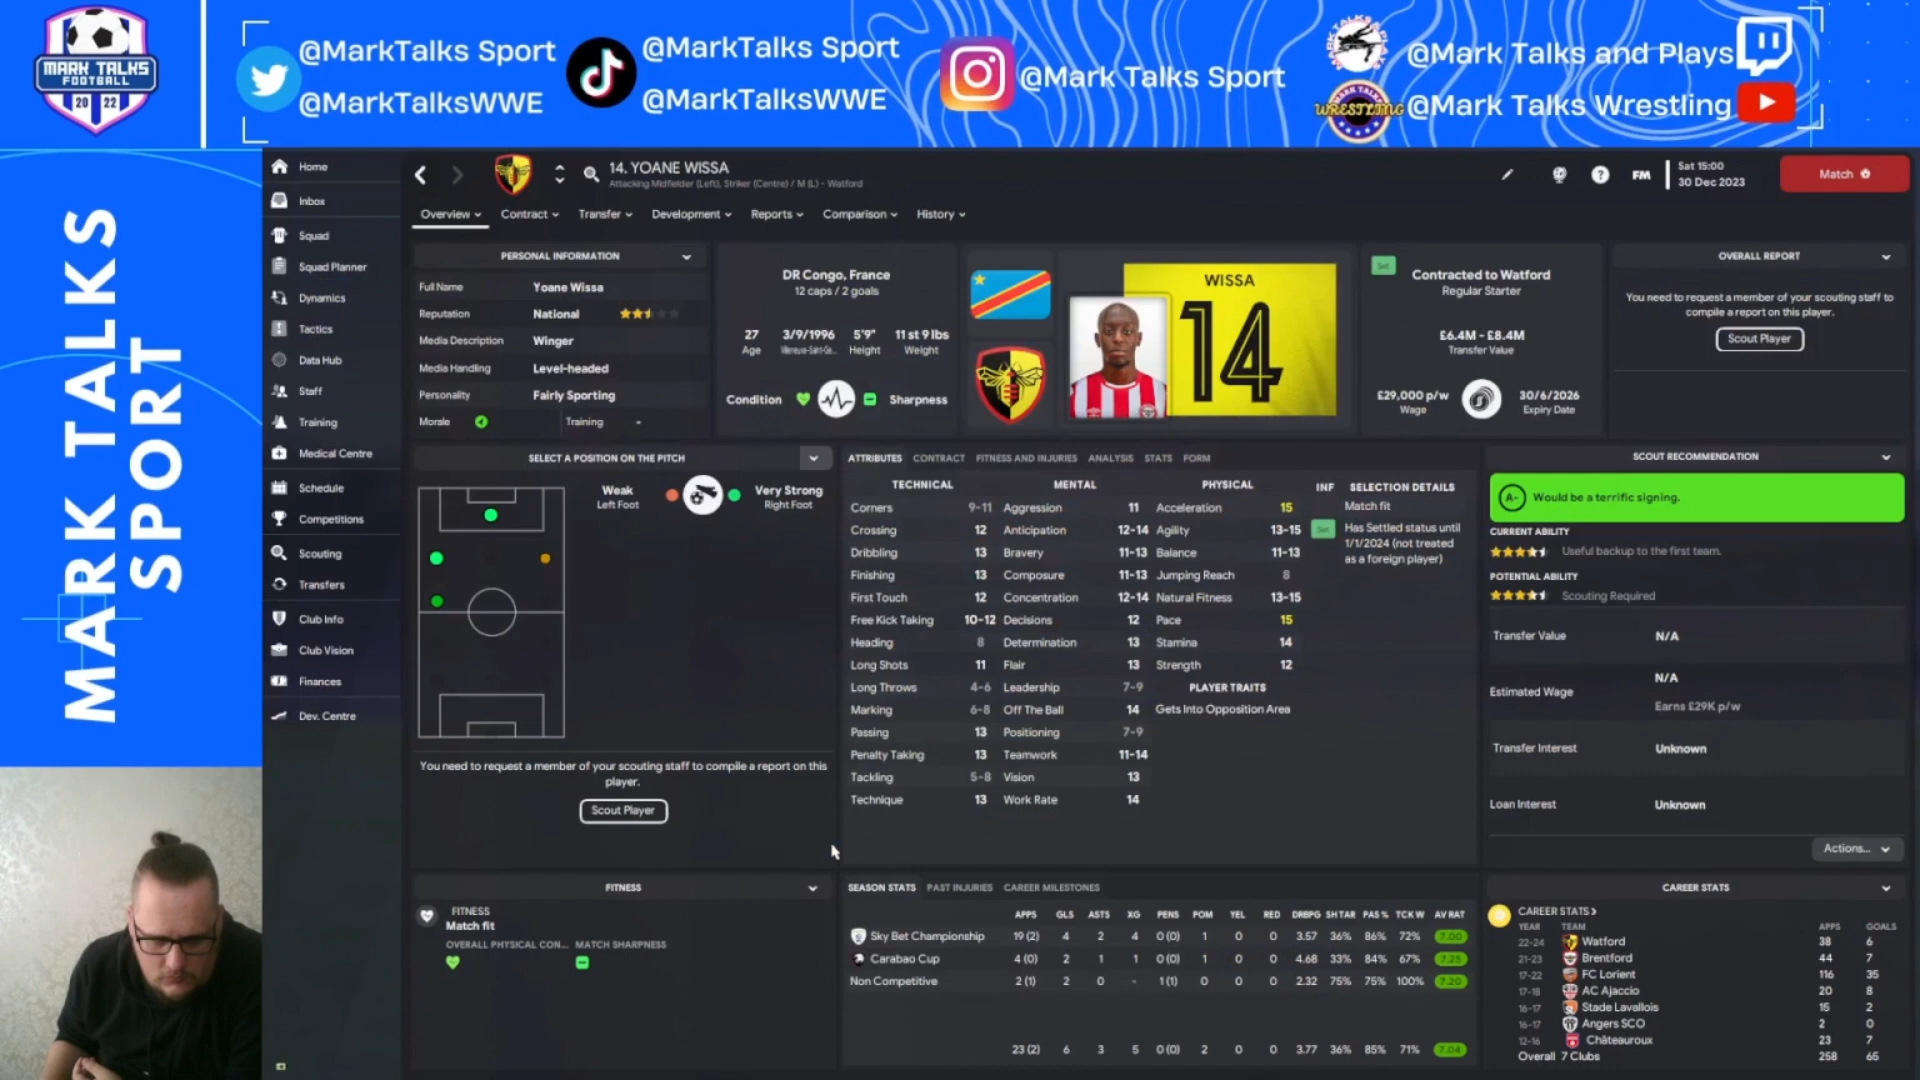 MARK TALKS
FOOTBALL
20 22
@MarkTalks Sport
@MarkTalksWWE
@MarkTalks Sport
@MarkTalksWWE
@Mark Talks Sport
@Mark Talks and Plays
WRESTLING
@Mark Talks Wrestling
MARK TALKS
SPORT
Home
Inbox
Squad
Squad Planner
Dynamics
Tactics
Data Hub
Staff
Training
Medical Centre
Schedule
Competitions
Scouting
Transfers
Club Info
Club Vision
Finances
Dev. Centre
14. YOANE WISSA
Attacking Midfielder (Left), Striker (Centre) / M (L) - Watford
FM
Sat 15:00
30 Dec 2023
Match
Overview Contract Transfer Development Reports Comparison History
PERSONAL INFORMATION
Full Name Yoane Wissa
Reputation National
Media Description Winger
Media Handling Level-headed
Personality Fairly Sporting
Morale Training -
DR Congo, France
12 caps / 2 goals
27 3/9/1996 5'9" 11 st 9 lbs
Age Villeneuve-Saint-Ge... Height Weight
Condition Sharpness
WISSA
14
Set
Contracted to Watford
Regular Starter
£6.4M - £8.4M
Transfer Value
£29,000 p/w 30/6/2026
Wage Expiry Date
OVERALL REPORT
You need to request a member of your scouting staff to
compile a report on this player.
Scout Player
SELECT A POSITION ON THE PITCH
Weak Very Strong
Left Foot Right Foot
You need to request a member of your scouting staff to compile a report on this
player.
Scout Player
ATTRIBUTES CONTRACT FITNESS AND INJURIES ANALYSIS STATS FORM
TECHNICAL MENTAL PHYSICAL INF SELECTION DETAILS
Corners 9-11 Aggression 11 Acceleration 15 Match fit
Crossing 12 Anticipation 12-14 Agility 13-15 Set Has Settled status until
Dribbling 13 Bravery 11-13 Balance 11-13 1/1/2024 (not treated
as a foreign player)
Finishing 13 Composure 11-13 Jumping Reach 8
First Touch 12 Concentration 12-14 Natural Fitness 13-15
Free Kick Taking 10-12 Decisions 12 Pace 15
Heading 8 Determination 13 Stamina 14
Long Shots 11 Flair 13 Strength 12
Long Throws 4-6 Leadership 7-9 PLAYER TRAITS
Marking 6-8 Off The Ball 14 Gets Into Opposition Area
Passing 13 Positioning 7-9
Penalty Taking 13 Teamwork 11-14
Tackling 5-8 Vision 13
Technique 13 Work Rate 14
SCOUT RECOMMENDATION
A- Would be a terrific signing.
CURRENT ABILITY
Useful backup to the first team.
POTENTIAL ABILITY
Scouting Required
Transfer Value N/A
Estimated Wage N/A
Earns £29K p/w
Transfer Interest Unknown
Loan Interest Unknown
Actions...
FITNESS
FITNESS
Match fit
OVERALL PHYSICAL CON... MATCH SHARPNESS
SEASON STATS PAST INJURIES CAREER MILESTONES
APPS GLS ASTS XG PENS POM YEL RED DRBPG SH TAR PAS % TCK W AV RAT
Sky Bet Championship 19 (2) 4 2 4 0 (0) 1 0 0 3.57 36% 86% 72% 7.00
Carabao Cup 4 (0) 2 1 1 0 (0) 1 0 0 4.68 33% 84% 67% 7.25
Non Competitive 2 (1) 2 0 - 1 (1) 0 0 0 2.32 75% 75% 100% 7.20
23 (2) 6 3 5 0 (0) 2 0 0 3.77 36% 85% 71% 7.04
CAREER STATS
CAREER STATS
YEAR TEAM APPS GOALS
22-24 Watford 38 6
21-23 Brentford 44 7
17-22 FC Lorient 116 35
17-18 AC Ajaccio 20 8
16-17 Stade Lavallois 15 2
16-17 Angers SCO 2 0
12-16 Châteauroux 23 7
Overall 7 Clubs 258 65